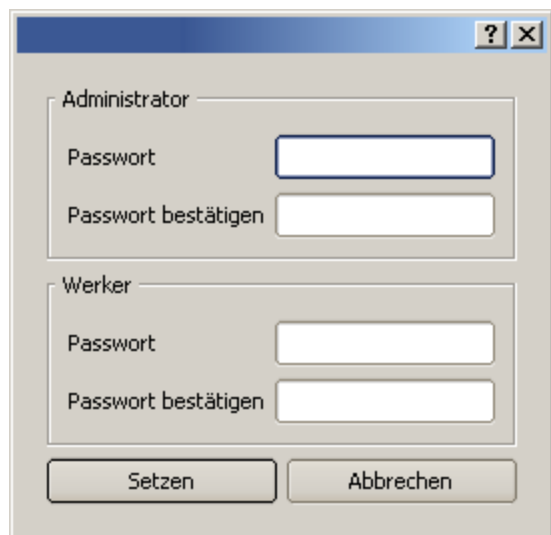 Administrator
Passwort
Passwort bestätigen
Werker
Passwort
Passwort bestätigen
Setzen Abbrechen